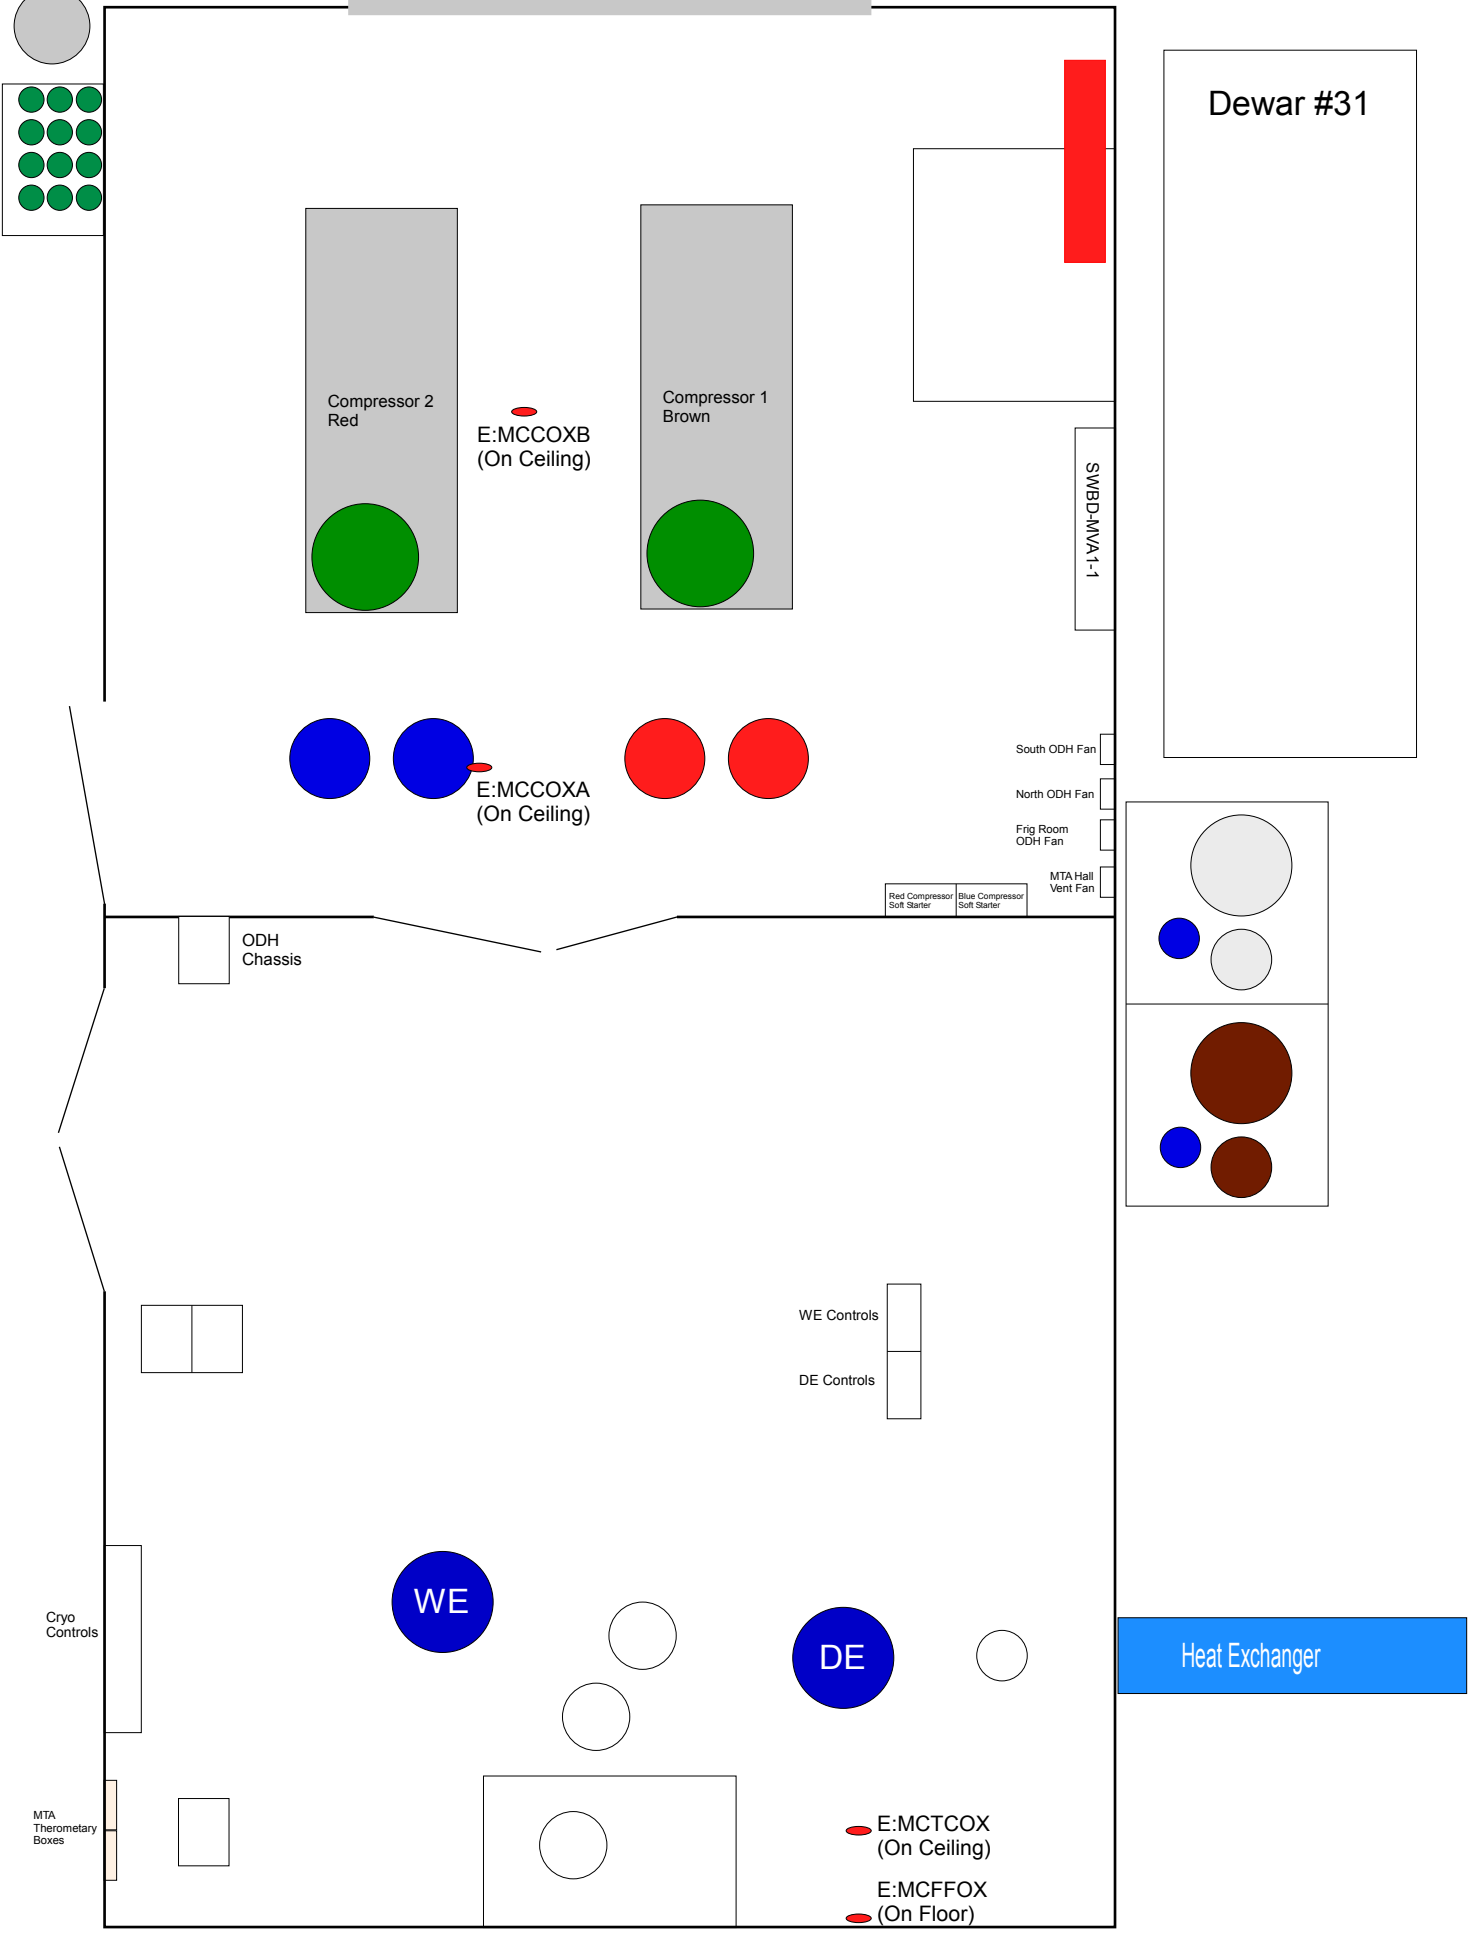 Dewar #31
Compressor 2
Red
Compressor 1
Brown
E:MCCOXB
(On Ceiling)
SWBD-MVA1-1
South ODH Fan
E:MCCOXA
(On Ceiling)
North ODH Fan
Frig Room
ODH Fan
MTA Hall
Vent Fan
Red Compressor
Soft Starter
Blue Compressor
Soft Starter
ODH
Chassis
WE Controls
DE Controls
WE
Cryo
Controls
DE
Heat Exchanger
MTA
Therometary
Boxes
E:MCTCOX
(On Ceiling)
E:MCFFOX
(On Floor)